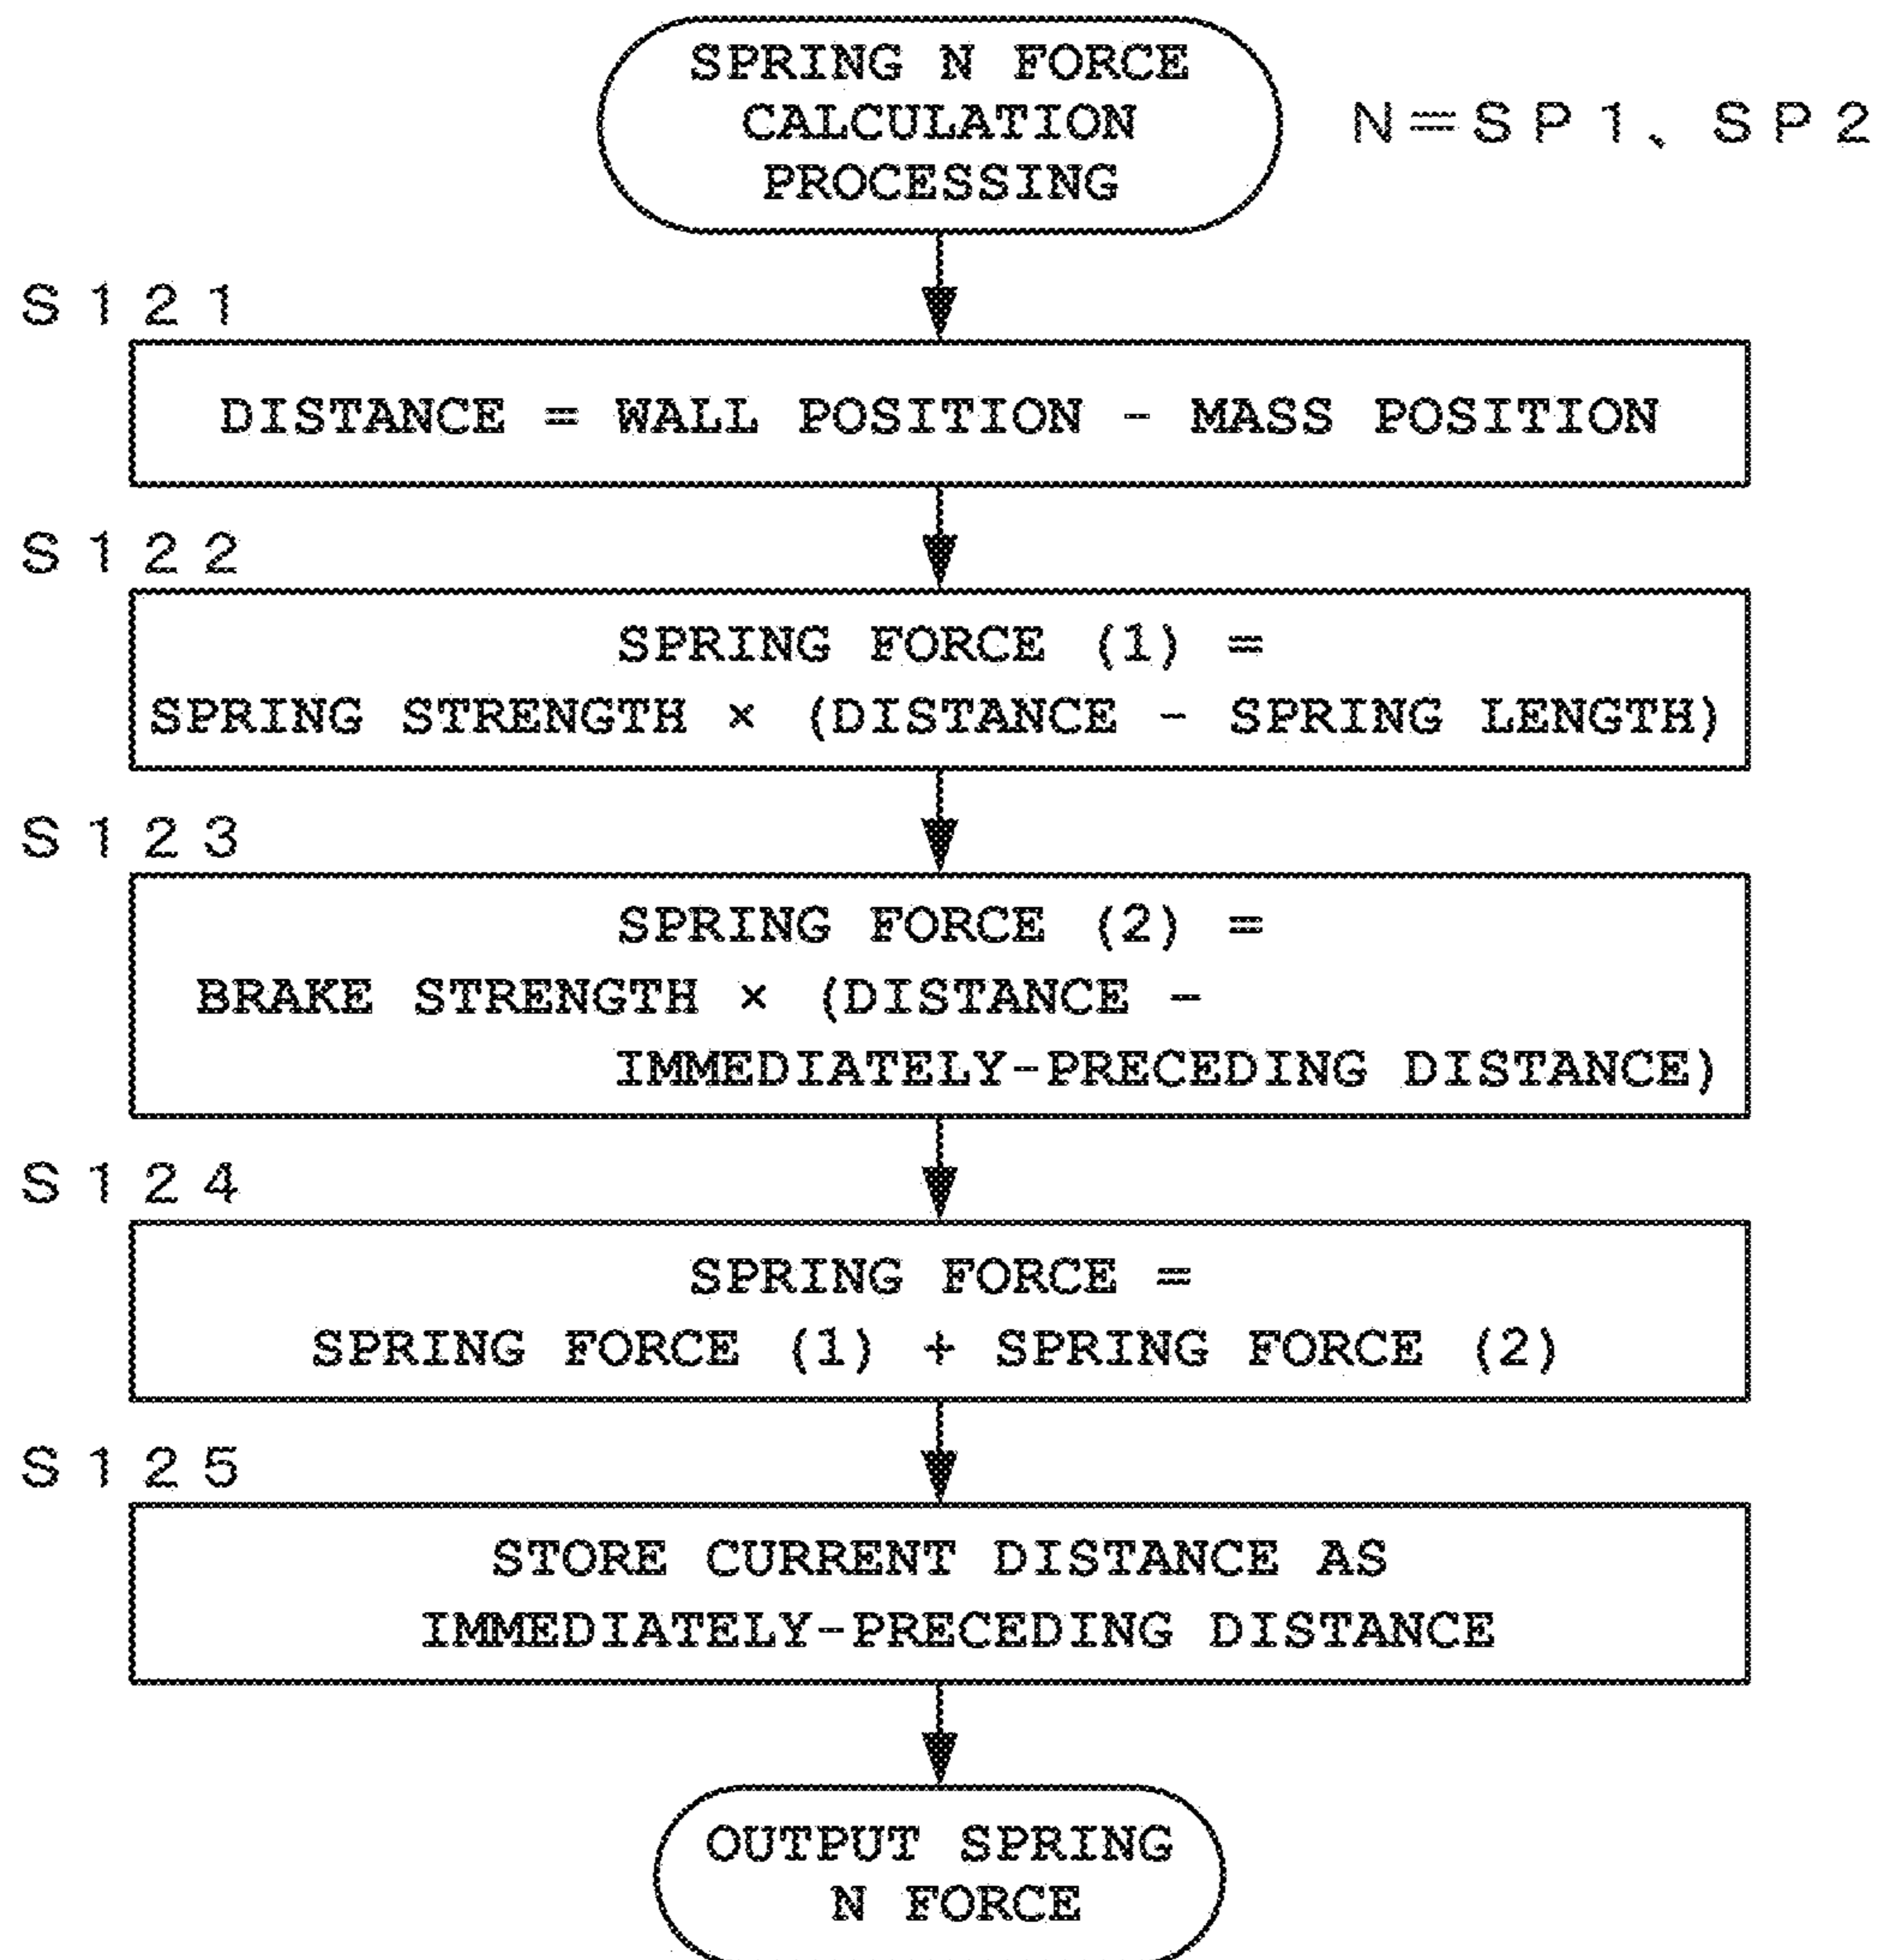 SPRING N FORCE
CALCULATION
PROCESSING
N=SP1、SP2
S121
DISTANCE = WALL POSITION - MASS POSITION
S122
SPRING FORCE (1) =
SPRING STRENGTH × (DISTANCE - SPRING LENGTH)
S123
SPRING FORCE (2) =
BRAKE STRENGTH × (DISTANCE -
IMMEDIATELY-PRECEDING DISTANCE)
S124
SPRING FORCE =
SPRING FORCE (1) + SPRING FORCE (2)
S125
STORE CURRENT DISTANCE AS
IMMEDIATELY-PRECEDING DISTANCE
OUTPUT SPRING
N FORCE